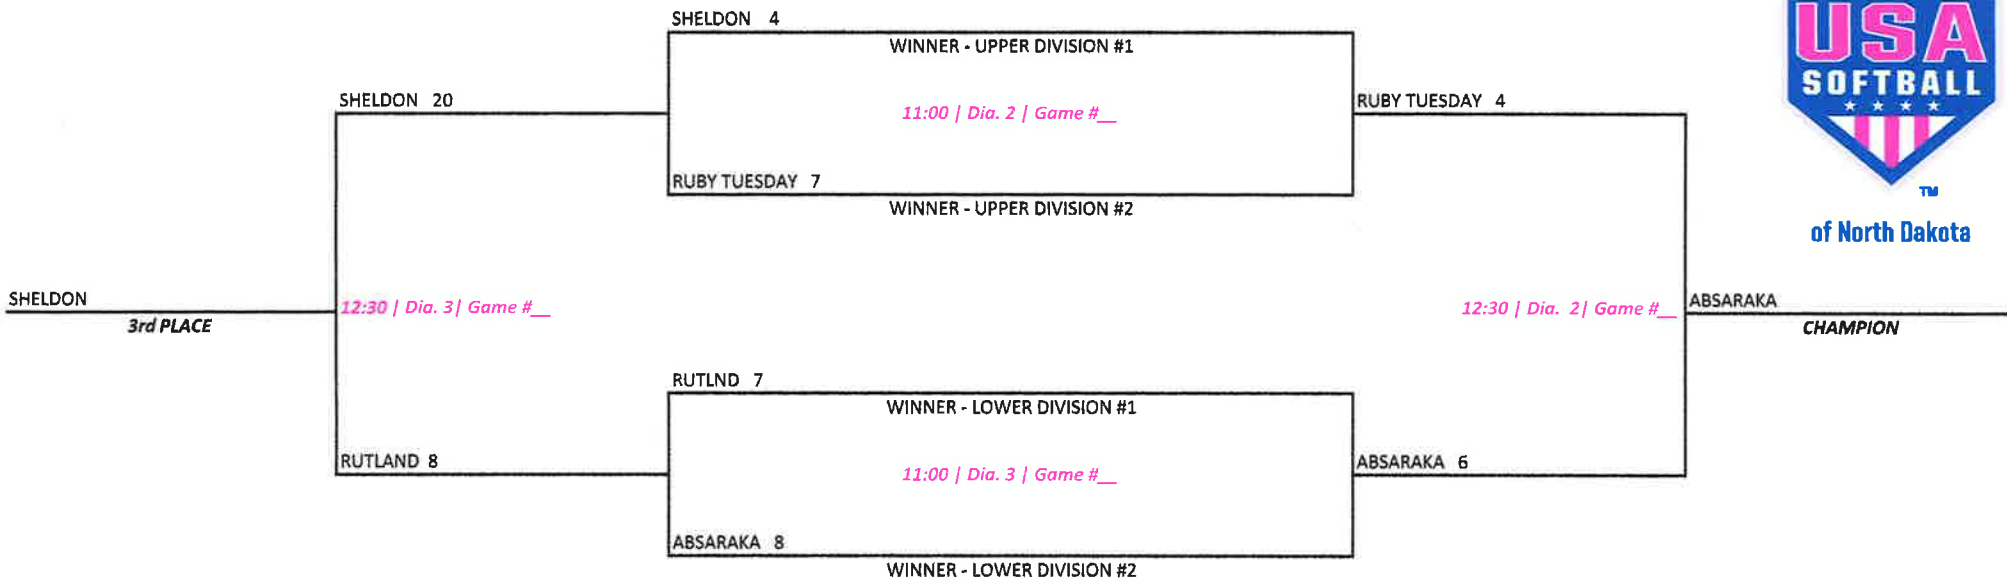 SHELDON 4
WINNER - UPPER DIVISION #1
USA
SOFTBALL
SHELDON 20
11:00 | Dia. 2 | Game #__
RUBY TUESDAY 4
RUBY TUESDAY 7
WINNER - UPPER DIVISION #2
TM
of North Dakota
SHELDON
3rd PLACE
12:30 | Dia. 3| Game #__
12:30 | Dia. 2| Game #__
ABSARAKA
CHAMPION
RUTLND 7
WINNER - LOWER DIVISION #1
RUTLAND 8
11:00 | Dia. 3 | Game #__
ABSARAKA 6
ABSARAKA 8
WINNER - LOWER DIVISION #2